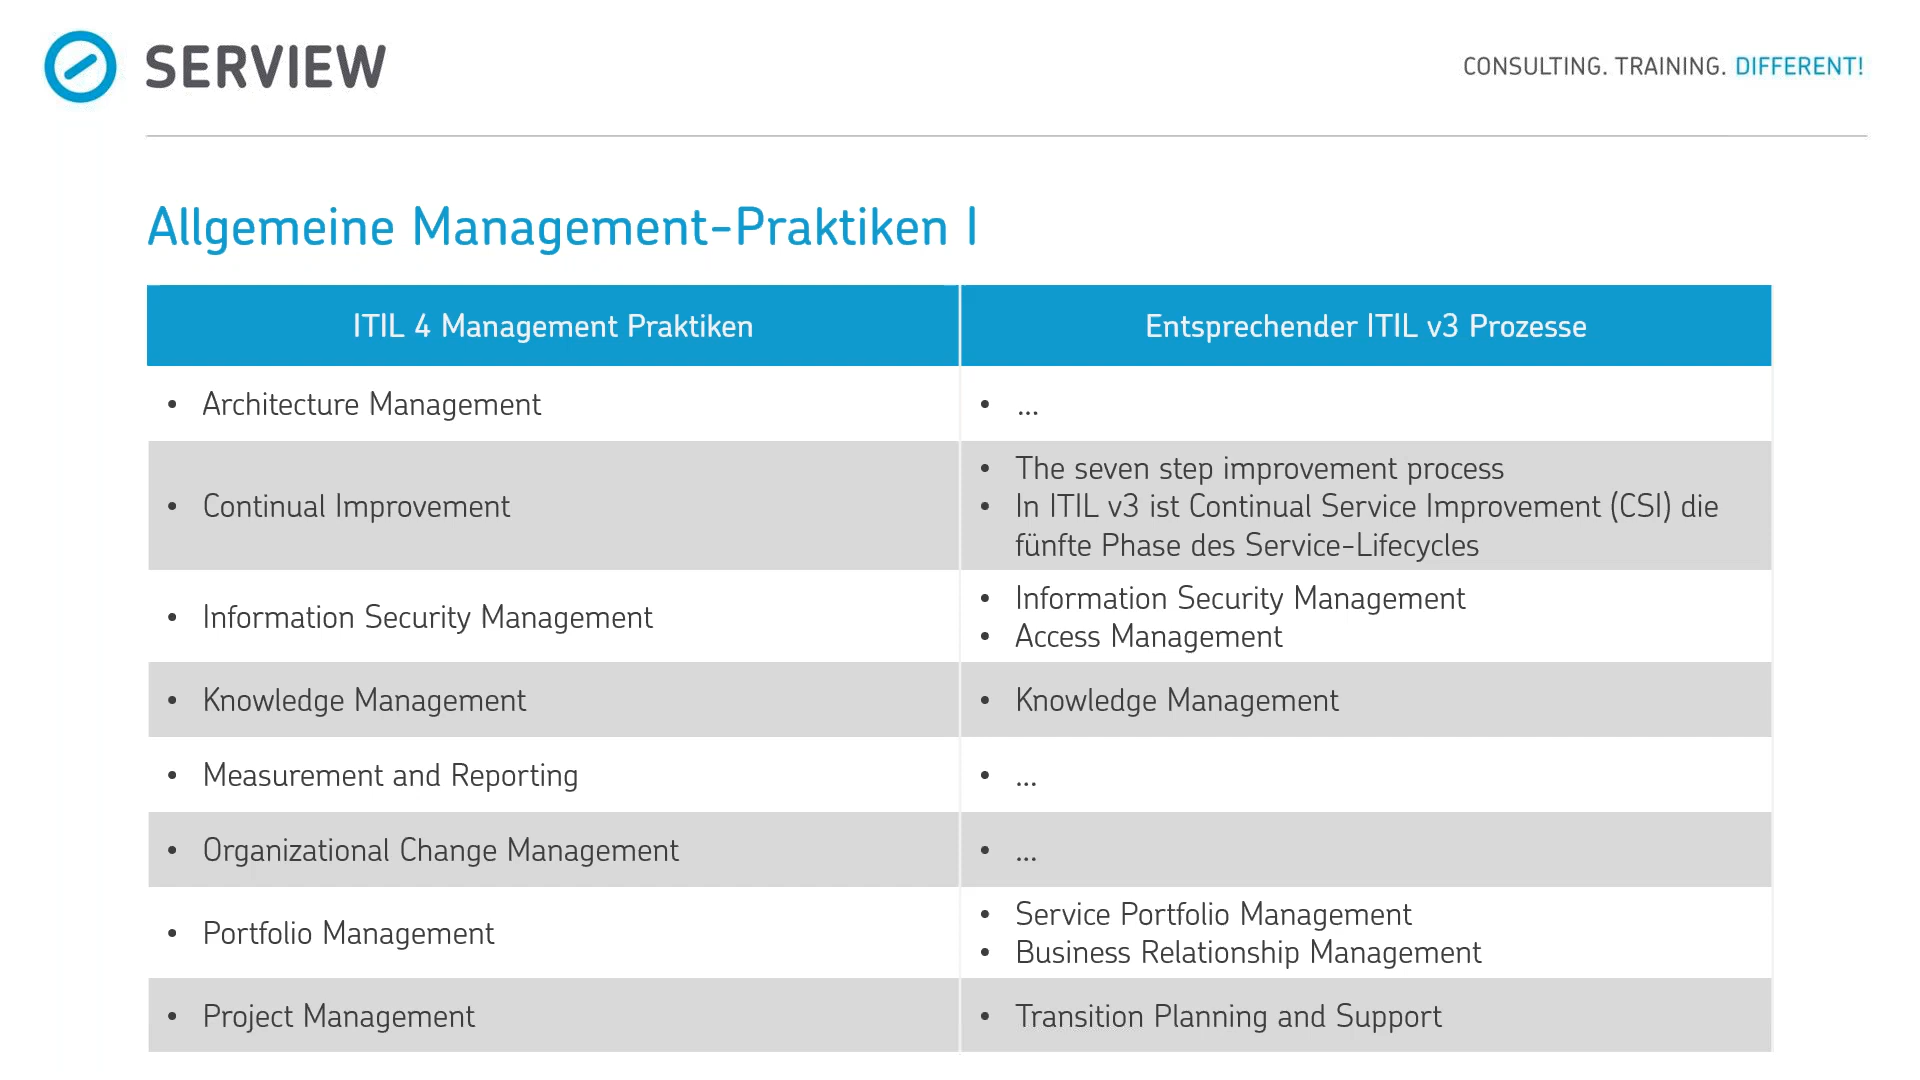 SERVIEW
CONSULTING. TRAINING. DIFFERENT!
Allgemeine Management-Praktiken I
ITIL 4 Management Praktiken
Entsprechender ITIL v3 Prozesse
• Architecture Management
• ...
• Continual Improvement
• The seven step improvement process
• In ITIL v3 ist Continual Service Improvement (CSI) die
fünfte Phase des Service-Lifecycles
• Information Security Management
• Information Security Management
• Access Management
• Knowledge Management
• Knowledge Management
• Measurement and Reporting
• ...
• Organizational Change Management
• ...
• Portfolio Management
• Service Portfolio Management
• Business Relationship Management
• Project Management
• Transition Planning and Support